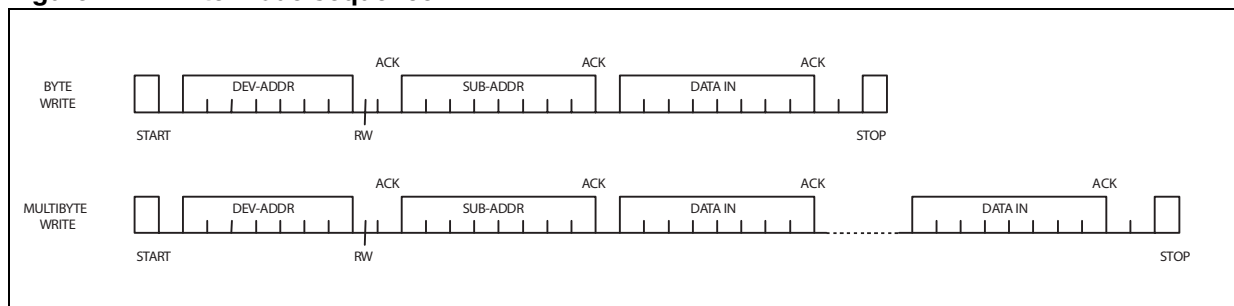 ACK ACK ACK
BYTE
WRITE
DEV-ADDR SUB-ADDR DATA IN
START RW STOP
ACK ACK ACK ACK
MULTIBYTE
WRITE
DEV-ADDR SUB-ADDR DATA IN DATA IN
START RW STOP